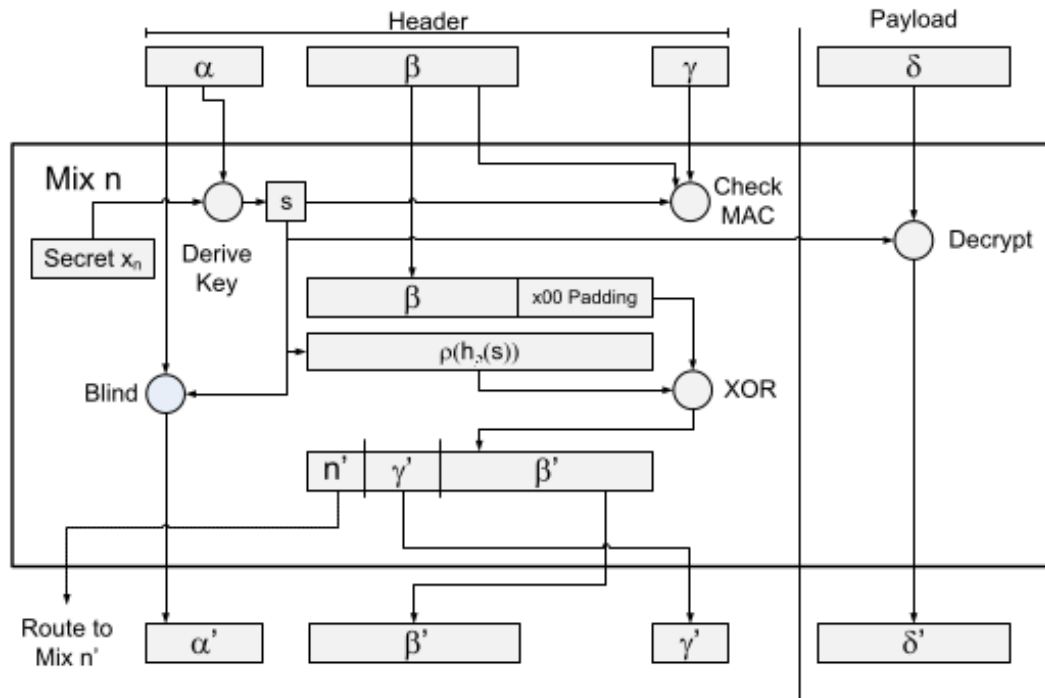 Header
Payload
α
β
γ
δ
Mix n
s
Check
MAC
Secret xₙ
Derive
Key
Decrypt
β
x00 Padding
Blind
XOR
n’
γ’
β’
Route to
Mix n’
α’
β’
γ’
δ’